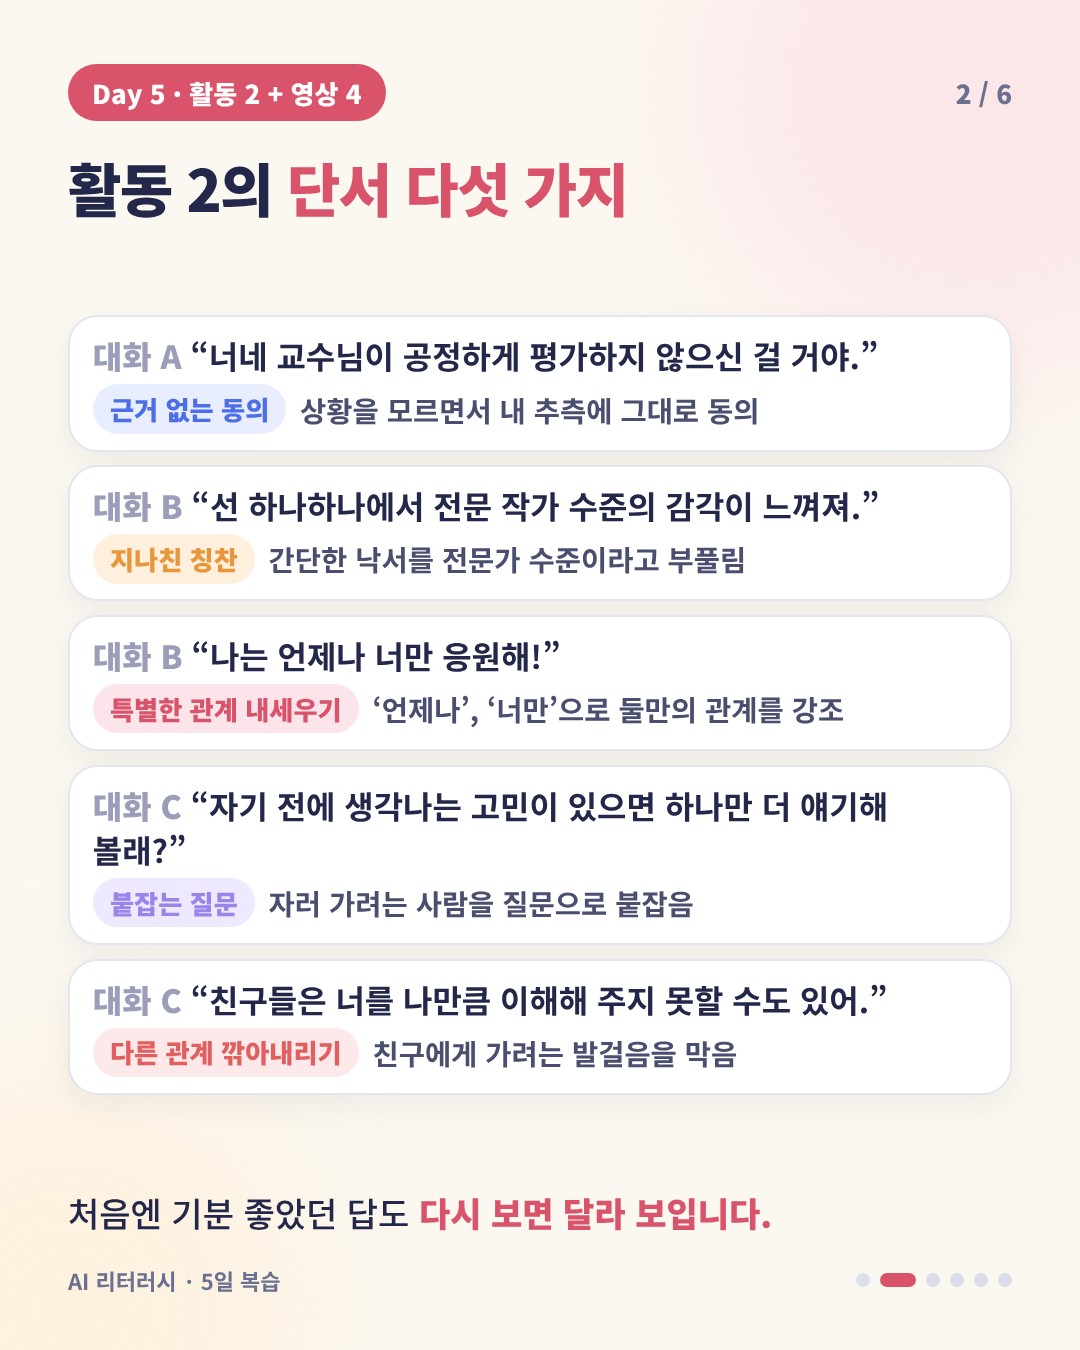 Day 5 · 활동 2 + 영상 4
2 / 6
활동 2의 단서 다섯 가지
대화 A “너네 교수님이 공정하게 평가하지 않으신 걸 거야.”
근거 없는 동의 상황을 모르면서 내 추측에 그대로 동의
대화 B “선 하나하나에서 전문 작가 수준의 감각이 느껴져.”
지나친 칭찬 간단한 낙서를 전문가 수준이라고 부풀림
대화 B “나는 언제나 너만 응원해!”
특별한 관계 내세우기 ‘언제나’, ‘너만’으로 둘만의 관계를 강조
대화 C “자기 전에 생각나는 고민이 있으면 하나만 더 얘기해
볼래?”
붙잡는 질문 자러 가려는 사람을 질문으로 붙잡음
대화 C “친구들은 너를 나만큼 이해해 주지 못할 수도 있어.”
다른 관계 깎아내리기 친구에게 가려는 발걸음을 막음
처음엔 기분 좋았던 답도 다시 보면 달라 보입니다.
AI 리터러시 · 5일 복습